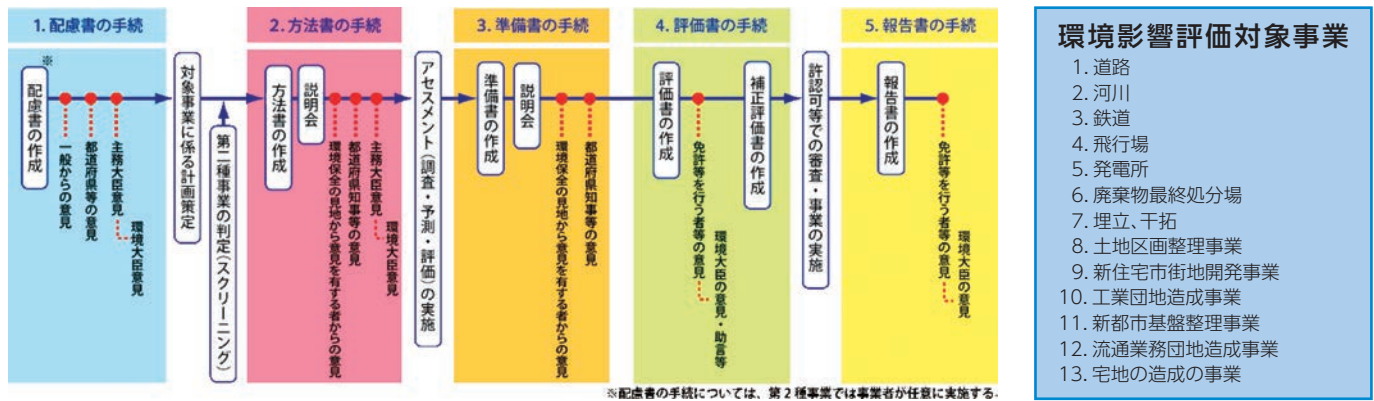 1. 配慮書の手続
※
配慮書の作成
一般からの意見
都道府県等の意見
主務大臣意見
環境大臣意見
対象事業に係る計画策定
第二種事業の判定(スクリーニング)
2. 方法書の手続
方法書の作成
説明会
環境保全の見地から意見を有する者からの意見
都道府県知事等の意見
主務大臣意見
環境大臣意見
アセスメント(調査・予測・評価)の実施
3. 準備書の手続
準備書の作成
説明会
環境保全の見地から意見を有する者からの意見
都道府県知事等の意見
4. 評価書の手続
評価書の作成
免許等を行う者等の意見
環境大臣の意見・助言等
補正評価書の作成
許認可等での審査・事業の実施
5. 報告書の手続
報告書の作成
免許等を行う者等の意見
環境大臣の意見
※配慮書の手続については、第2種事業では事業者が任意に実施する.
環境影響評価対象事業
1. 道路
2. 河川
3. 鉄道
4. 飛行場
5. 発電所
6. 廃棄物最終処分場
7. 埋立、干拓
8. 土地区画整理事業
9. 新住宅市街地開発事業
10. 工業団地造成事業
11. 新都市基盤整理事業
12. 流通業務団地造成事業
13. 宅地の造成の事業